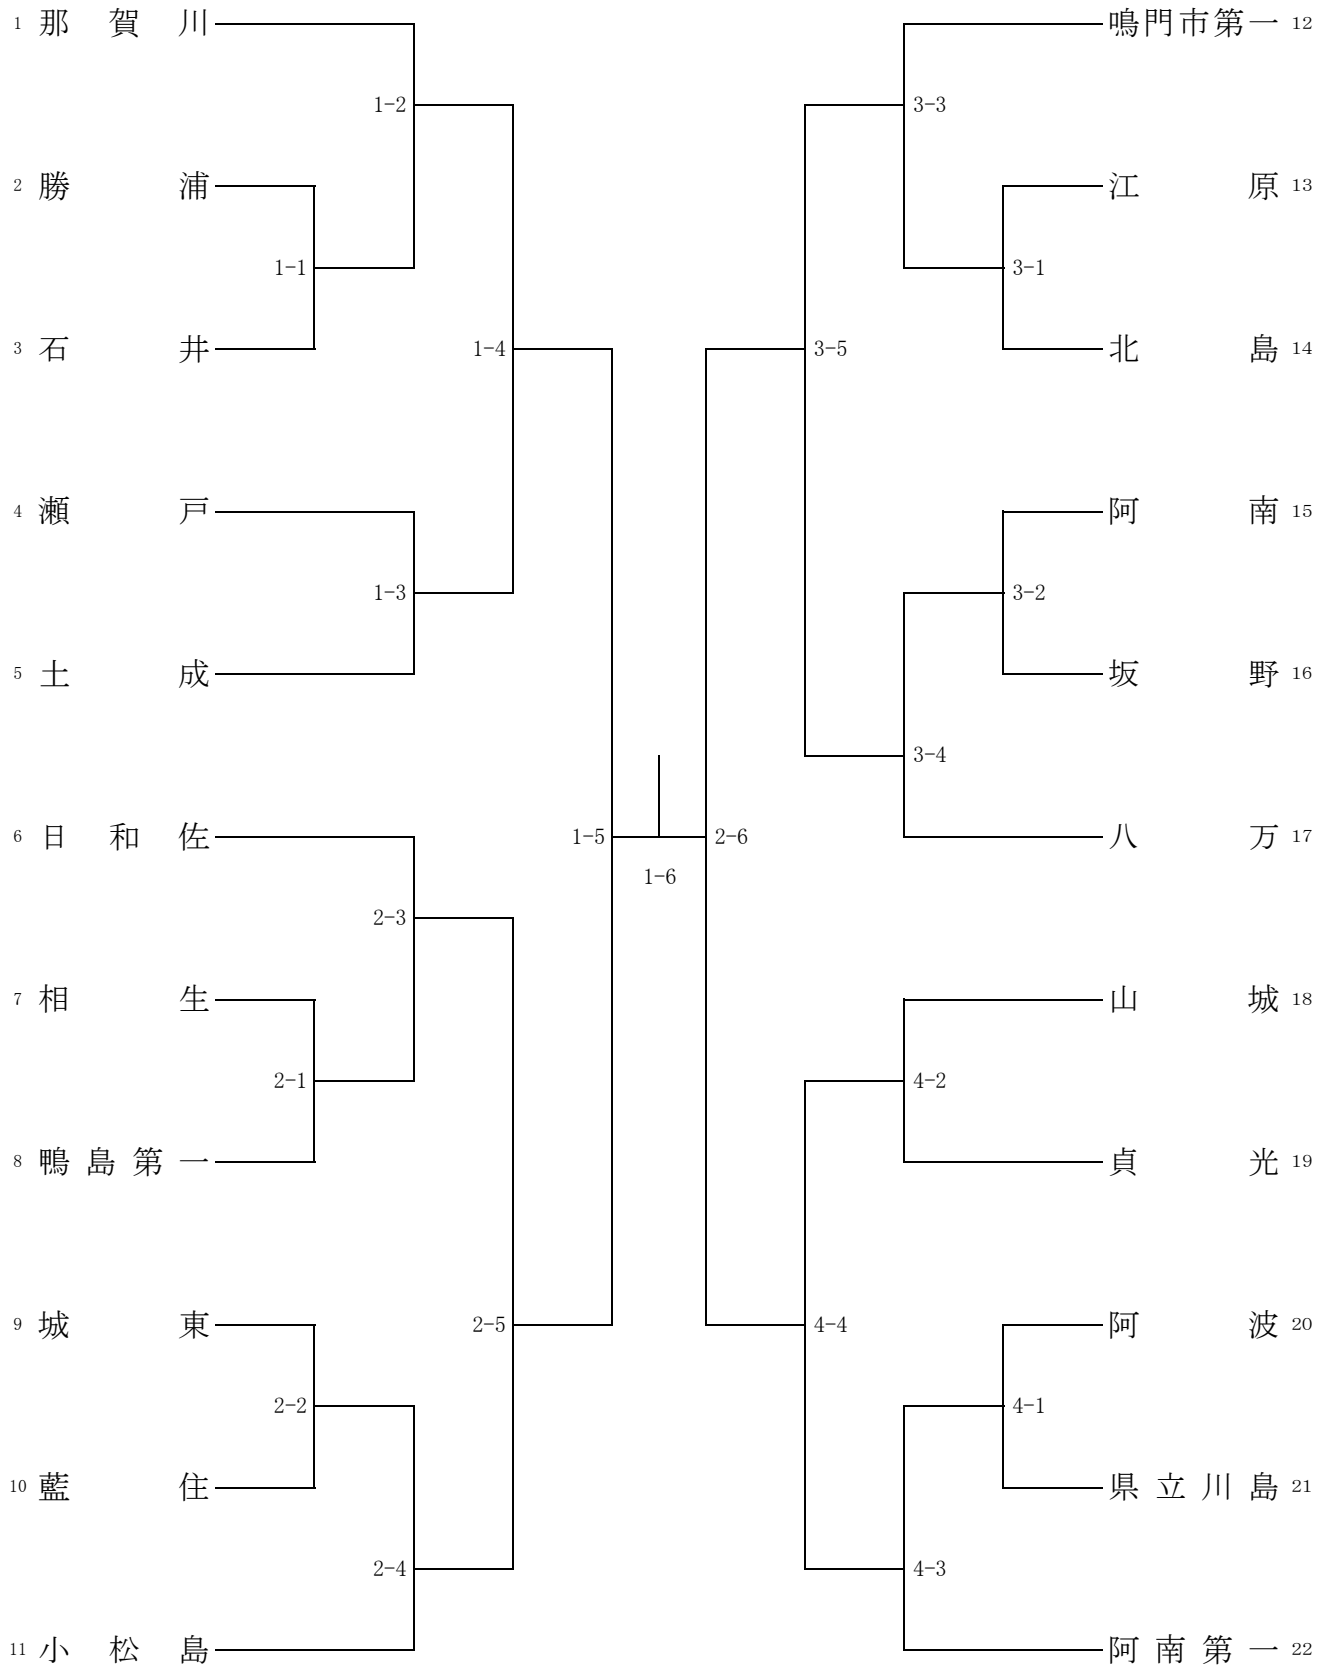 1 那賀川
1-2
2 勝浦
1-1
3 石井
1-4
4 瀬戸
1-3
5 土成
6 日和佐
1-5
2-3
7 相生
2-1
8 鴨島第一
9 城東
2-5
2-2
10 藍住
2-4
11 小松島
1-6
鳴門市第一 12
3-3
江原 13
3-1
北島 14
3-5
阿南 15
3-2
坂野 16
3-4
八万 17
2-6
山城 18
4-2
貞光 19
阿波 20
4-4
4-1
県立川島 21
4-3
阿南第一 22